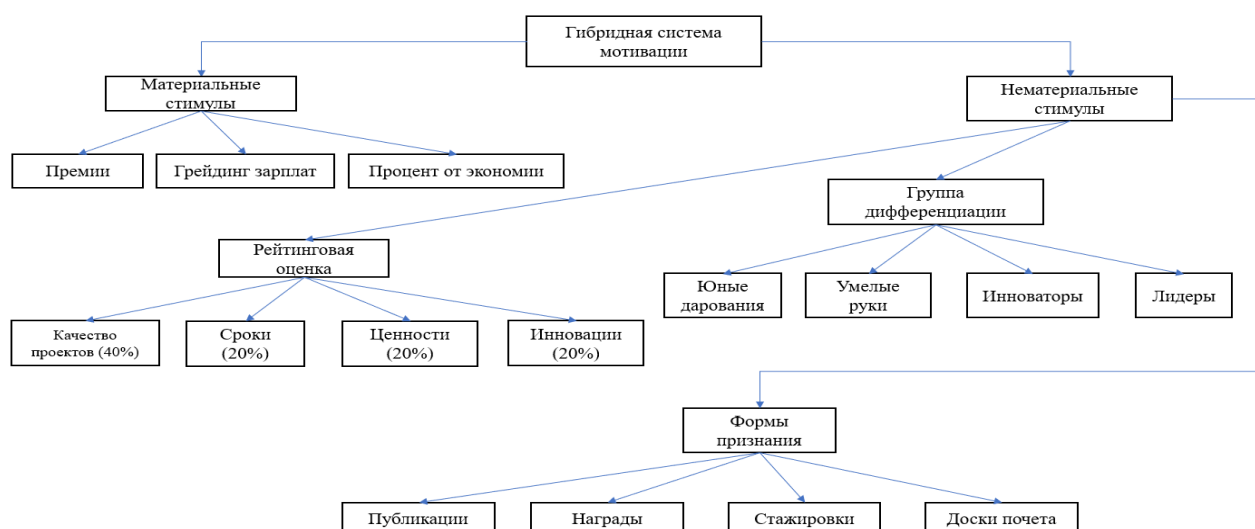 Гибридная система
мотивации
Материальные
стимулы
Нематериальные
стимулы
Премии
Грейдинг зарплат
Процент от экономии
Группа
дифференциации
Рейтинговая
оценка
Юные
дарования
Умелые
руки
Инноваторы
Лидеры
Качество
проектов (40%)
Сроки
(20%)
Ценности
(20%)
Инновации
(20%)
Формы
признания
Публикации
Награды
Стажировки
Доски почета